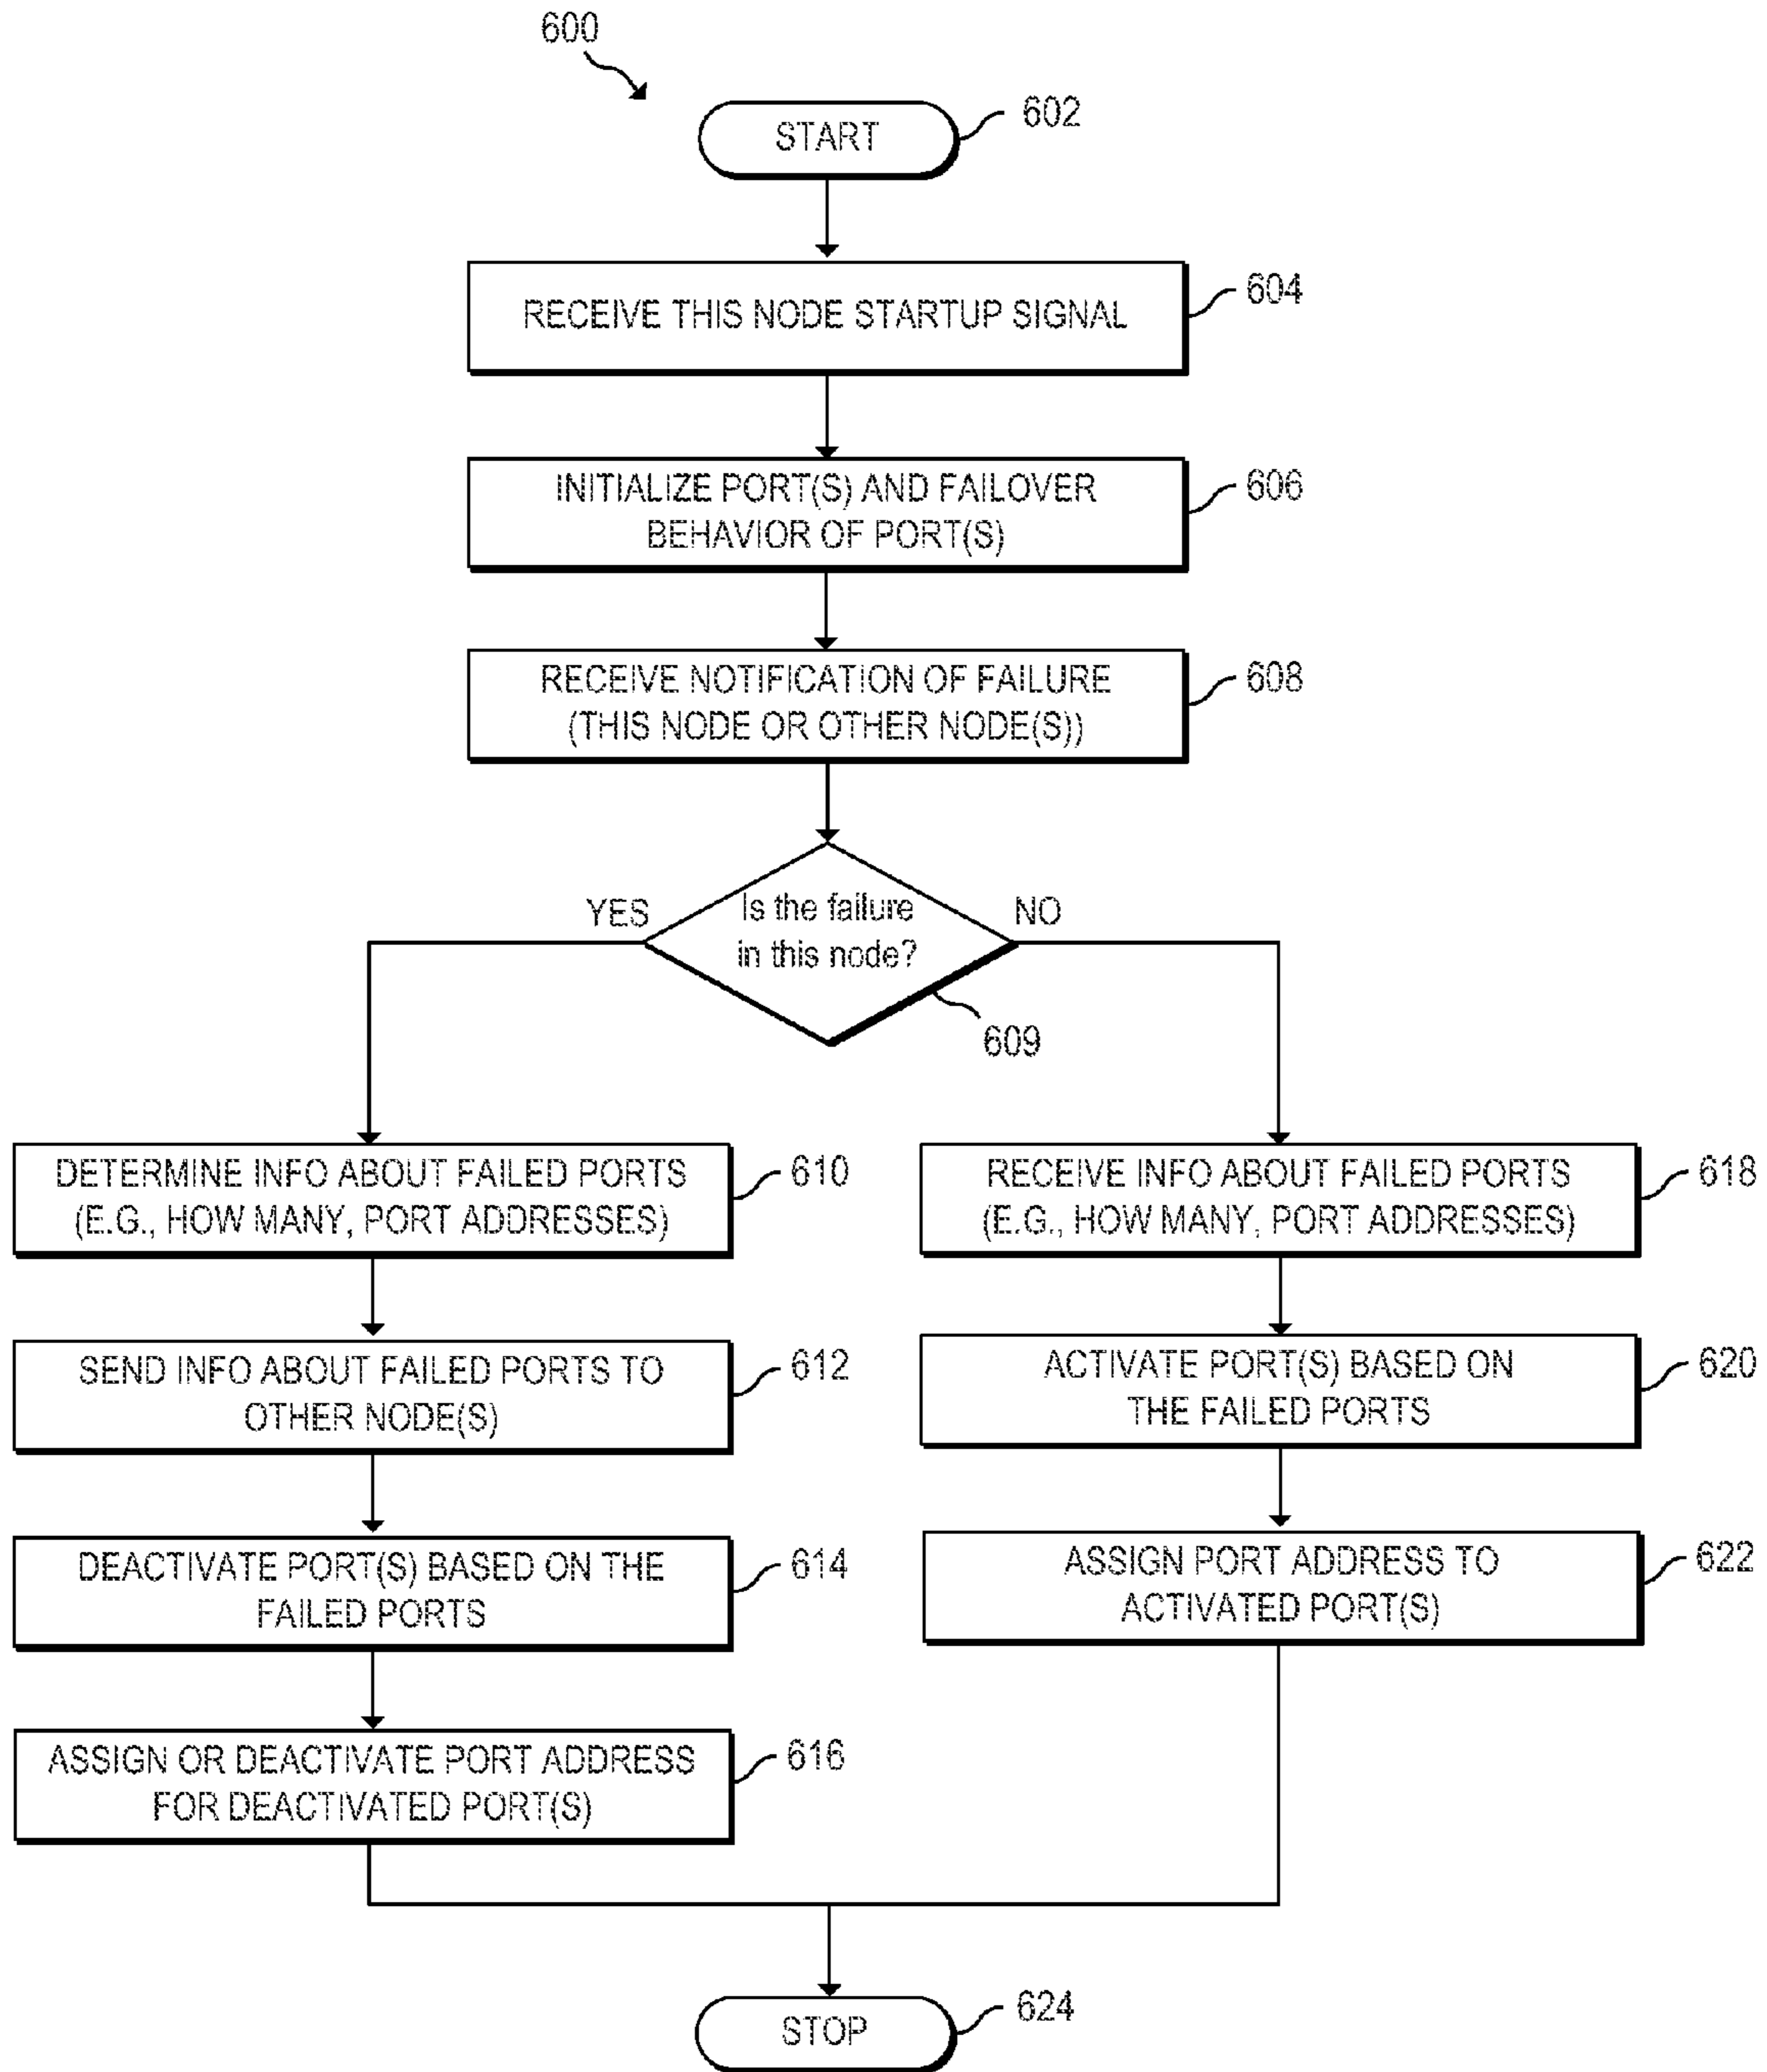 600
START
602
RECEIVE THIS NODE STARTUP SIGNAL
604
INITIALIZE PORT(S) AND FAILOVER
BEHAVIOR OF PORT(S)
606
RECEIVE NOTIFICATION OF FAILURE
(THIS NODE OR OTHER NODE(S))
608
YES
Is the failure
in this node?
NO
609
DETERMINE INFO ABOUT FAILED PORTS
(E.G., HOW MANY, PORT ADDRESSES)
610
SEND INFO ABOUT FAILED PORTS TO
OTHER NODE(S)
612
DEACTIVATE PORT(S) BASED ON THE
FAILED PORTS
614
ASSIGN OR DEACTIVATE PORT ADDRESS
FOR DEACTIVATED PORT(S)
616
RECEIVE INFO ABOUT FAILED PORTS
(E.G., HOW MANY, PORT ADDRESSES)
618
ACTIVATE PORT(S) BASED ON
THE FAILED PORTS
620
ASSIGN PORT ADDRESS TO
ACTIVATED PORT(S)
622
STOP
624